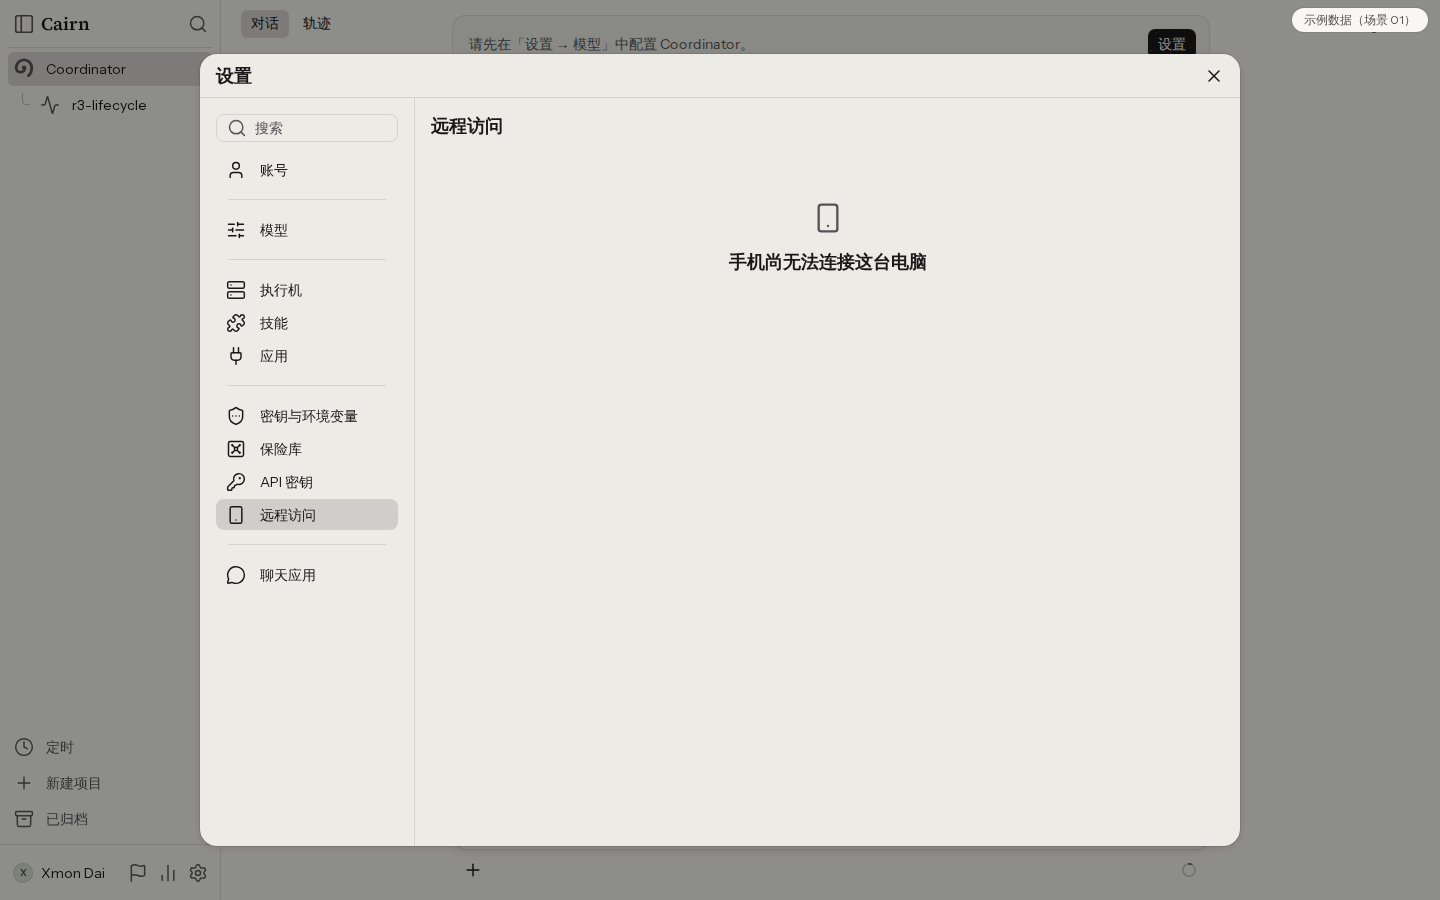 Cairn
Coordinator
r3-lifecycle
定时
新建项目
已归档
X
Xmon Dai
对话
轨迹
请先在「设置 → 模型」中配置 Coordinator。
设置
示例数据（场景 01）
设置
搜索
账号
模型
执行机
技能
应用
密钥与环境变量
保险库
API 密钥
远程访问
聊天应用
远程访问
手机尚无法连接这台电脑